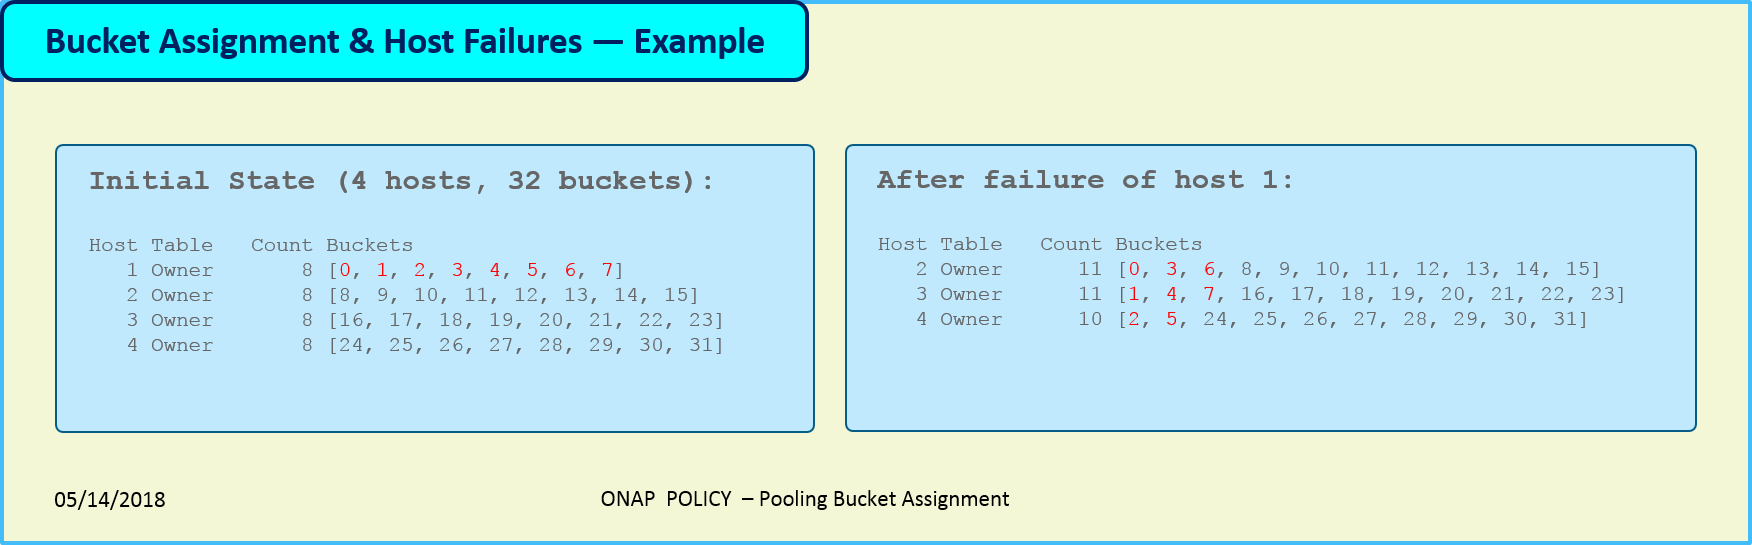 Bucket Assignment & Host Failures — Example
Initial State (4 hosts, 32 buckets):
Host Table   Count Buckets
1 Owner       8 [0, 1, 2, 3, 4, 5, 6, 7]
2 Owner       8 [8, 9, 10, 11, 12, 13, 14, 15]
3 Owner       8 [16, 17, 18, 19, 20, 21, 22, 23]
4 Owner       8 [24, 25, 26, 27, 28, 29, 30, 31]
After failure of host 1:
Host Table   Count Buckets
2 Owner      11 [0, 3, 6, 8, 9, 10, 11, 12, 13, 14, 15]
3 Owner      11 [1, 4, 7, 16, 17, 18, 19, 20, 21, 22, 23]
4 Owner      10 [2, 5, 24, 25, 26, 27, 28, 29, 30, 31]
05/14/2018
ONAP  POLICY  – Pooling Bucket Assignment